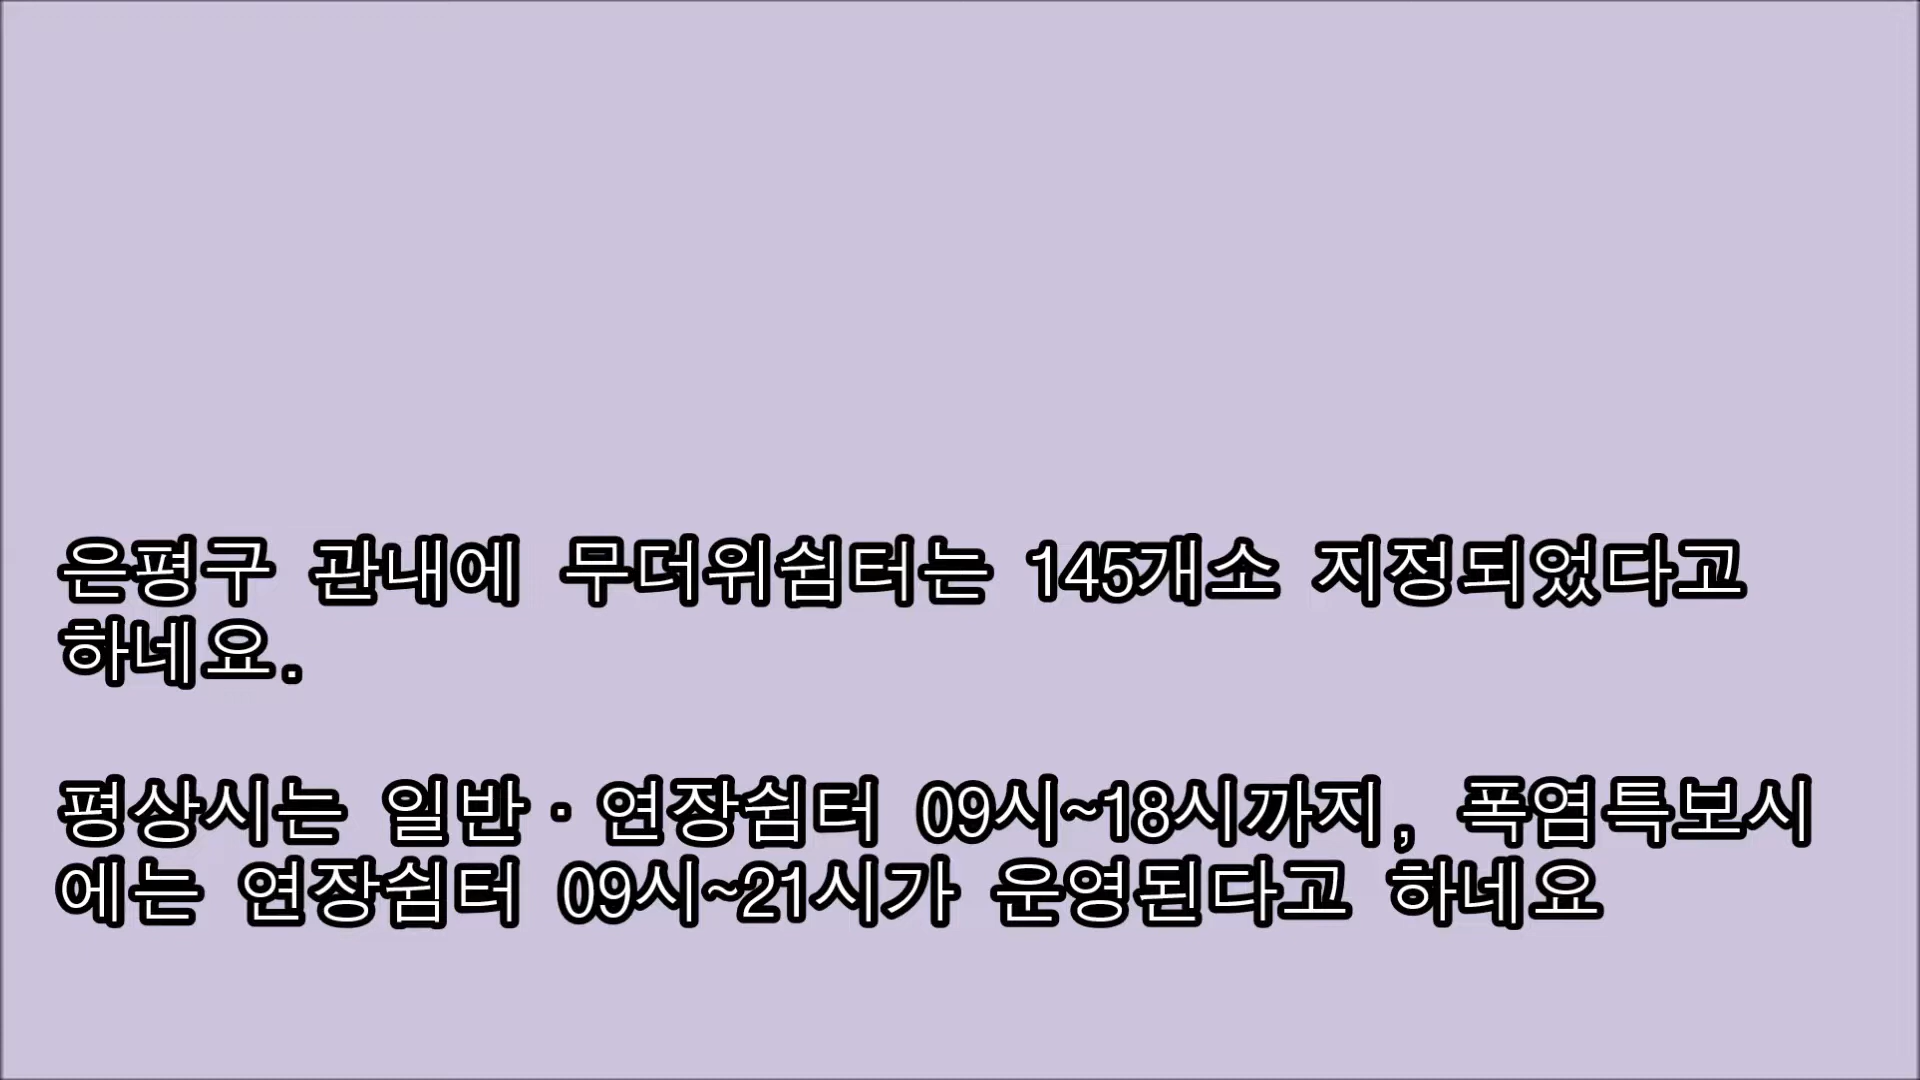 은평구 관내에 무더위쉼터는 145개소 지정되었다고
하네요.
평상시는 일반·연장쉼터 09시~18시까지, 폭염특보시
에는 연장쉼터 09시~21시가 운영된다고 하네요